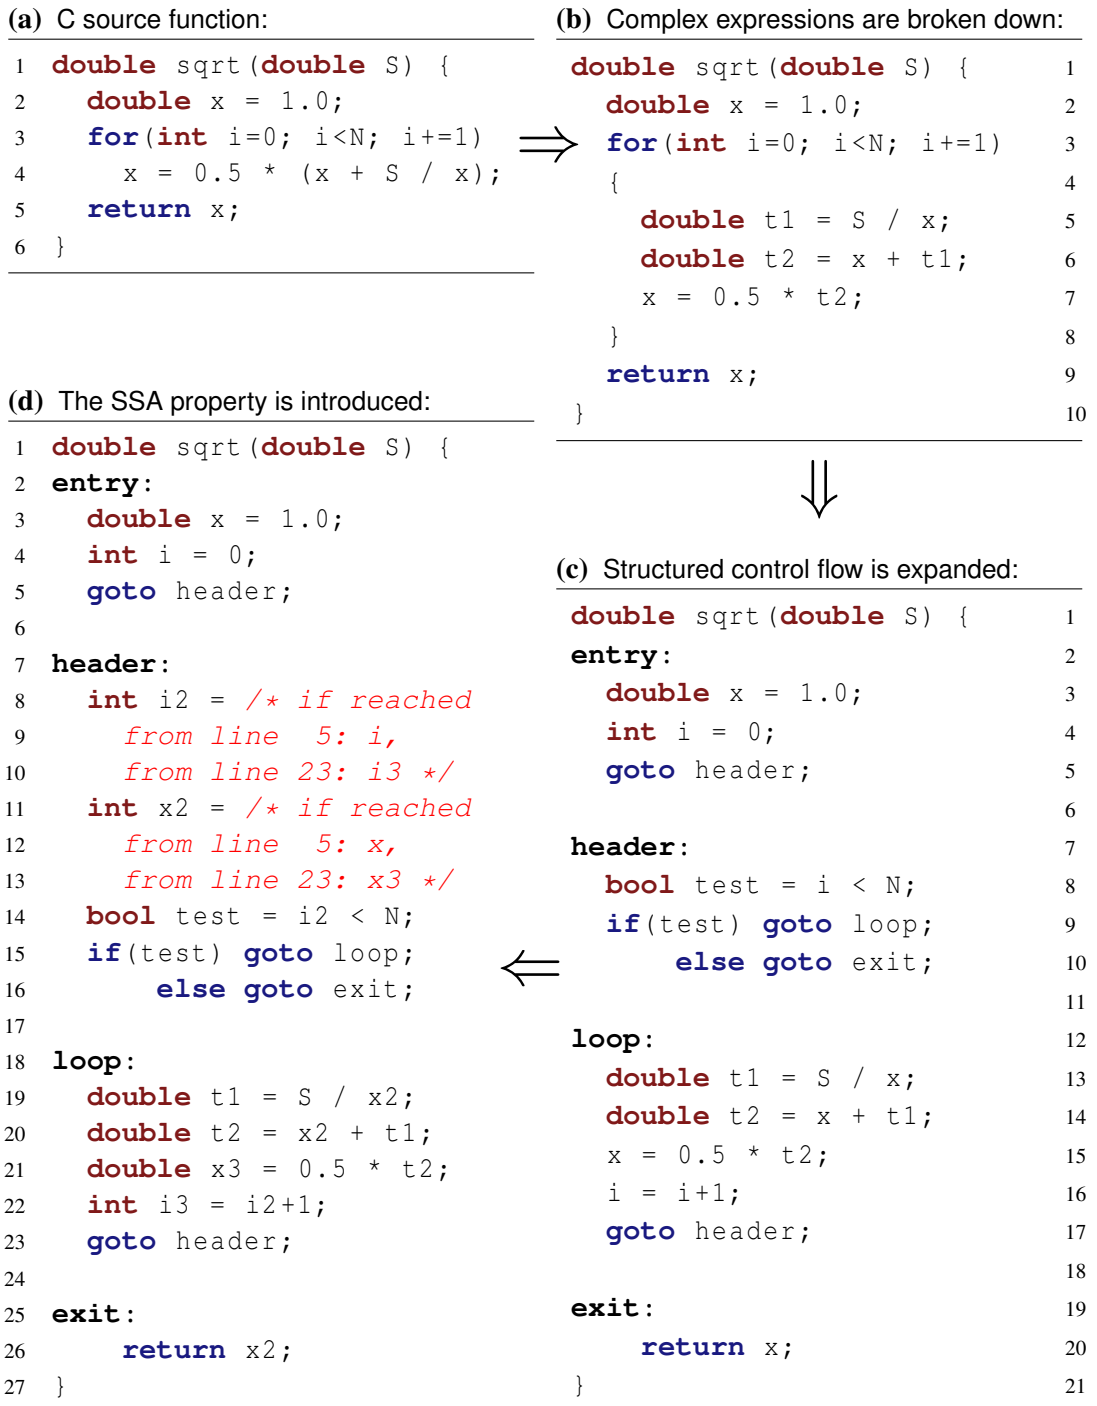 (a) C source function:
1 double sqrt(double S) {
2 double x = 1.0;
3 for(int i=0; i<N; i+=1)
4 x = 0.5 * (x + S / x);
5 return x;
6 }
⇒
(b) Complex expressions are broken down:
double sqrt(double S) { 1
double x = 1.0; 2
for(int i=0; i<N; i+=1) 3
{ 4
double t1 = S / x; 5
double t2 = x + t1; 6
x = 0.5 * t2; 7
} 8
return x; 9
} 10
⇓
(c) Structured control flow is expanded:
double sqrt(double S) { 1
entry: 2
double x = 1.0; 3
int i = 0; 4
goto header; 5
6
header: 7
bool test = i < N; 8
if(test) goto loop; 9
else goto exit; 10
11
loop: 12
double t1 = S / x; 13
double t2 = x + t1; 14
x = 0.5 * t2; 15
i = i+1; 16
goto header; 17
18
exit: 19
return x; 20
} 21
⇐
(d) The SSA property is introduced:
1 double sqrt(double S) {
2 entry:
3 double x = 1.0;
4 int i = 0;
5 goto header;
6
7 header:
8 int i2 = /* if reached
9 from line 5: i,
10 from line 23: i3 */
11 int x2 = /* if reached
12 from line 5: x,
13 from line 23: x3 */
14 bool test = i2 < N;
15 if(test) goto loop;
16 else goto exit;
17
18 loop:
19 double t1 = S / x2;
20 double t2 = x2 + t1;
21 double x3 = 0.5 * t2;
22 int i3 = i2+1;
23 goto header;
24
25 exit:
26 return x2;
27 }